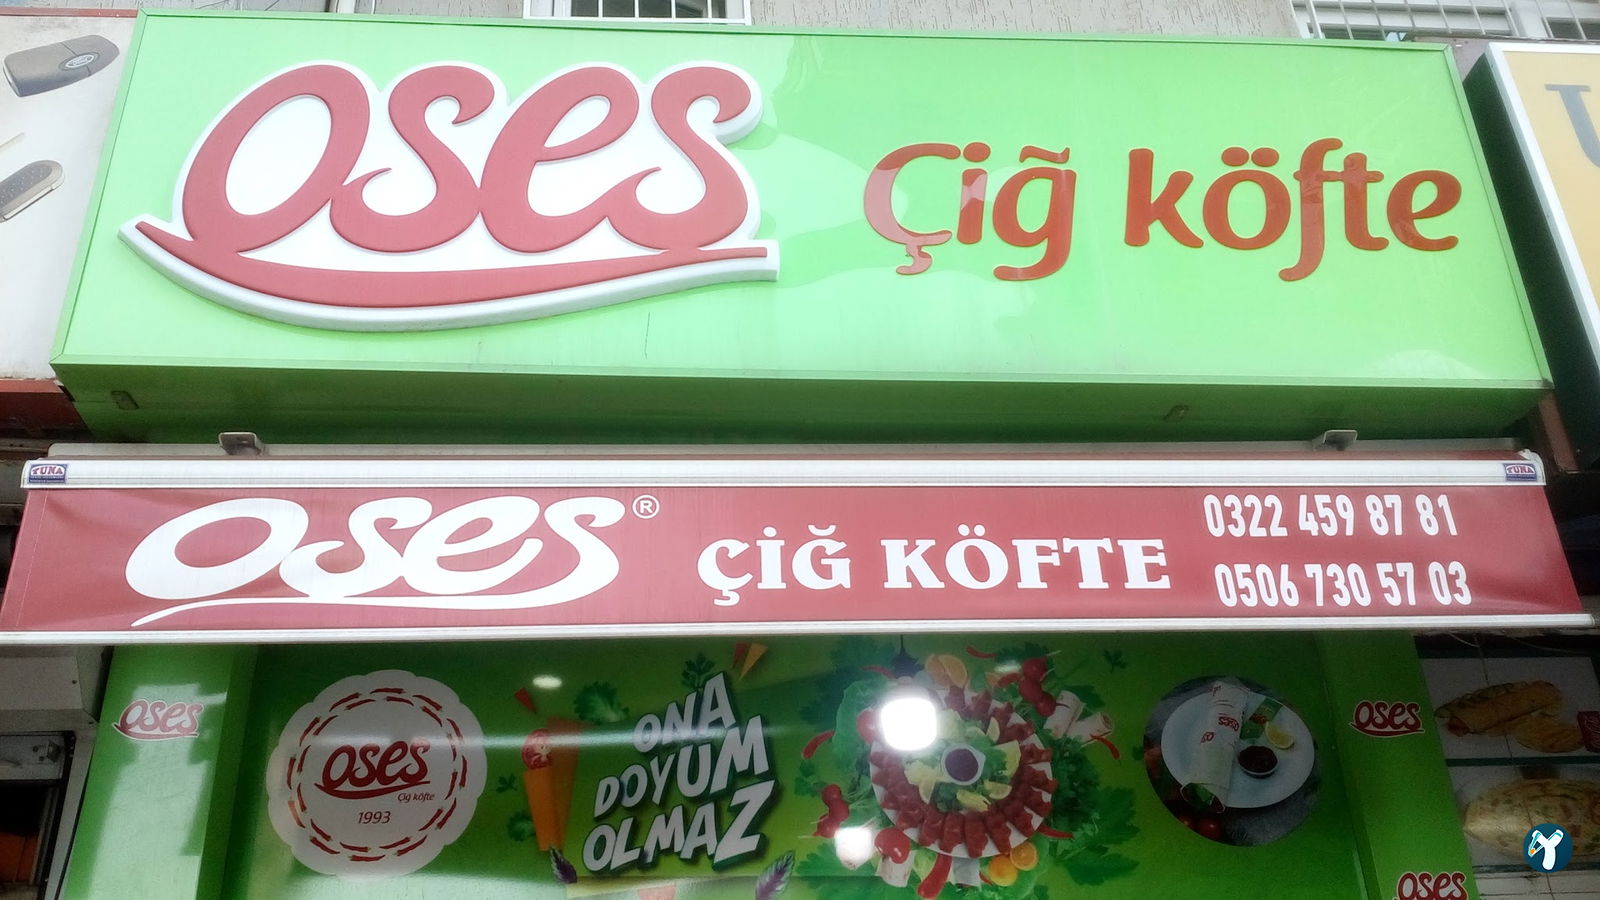 oses Çiğ köfte
TUNA
TUNA
oses® ÇİĞ KÖFTE
0322 459 87 81
0506 730 57 03
oses
oses
Çiğ köfte
1993
ONA
DOYUM
OLMAZ
oses
oses
oses